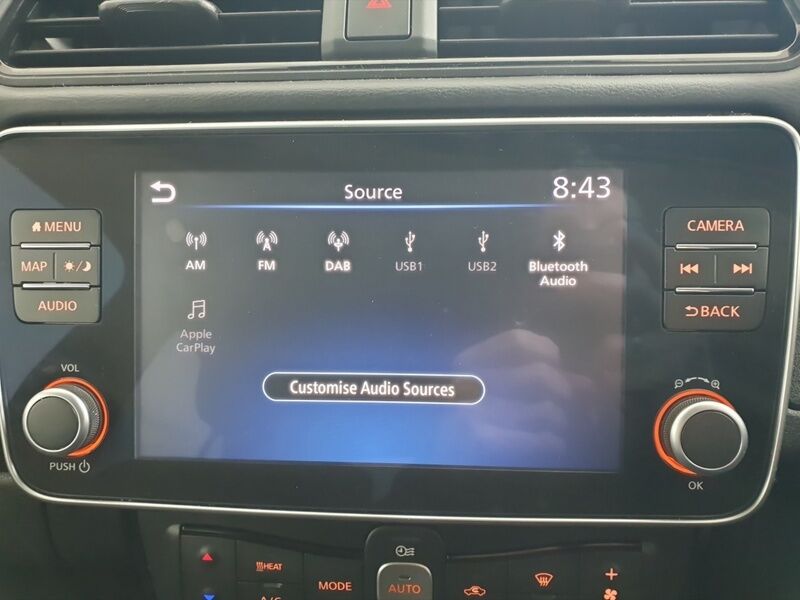 Source
8:43
MENU
CAMERA
AM
FM
DAB
USB1
USB2
Bluetooth
Audio
MAP
AUDIO
BACK
Apple
CarPlay
Customise Audio Sources
VOL
PUSH
OK
HEAT
MODE
AUTO
A/C